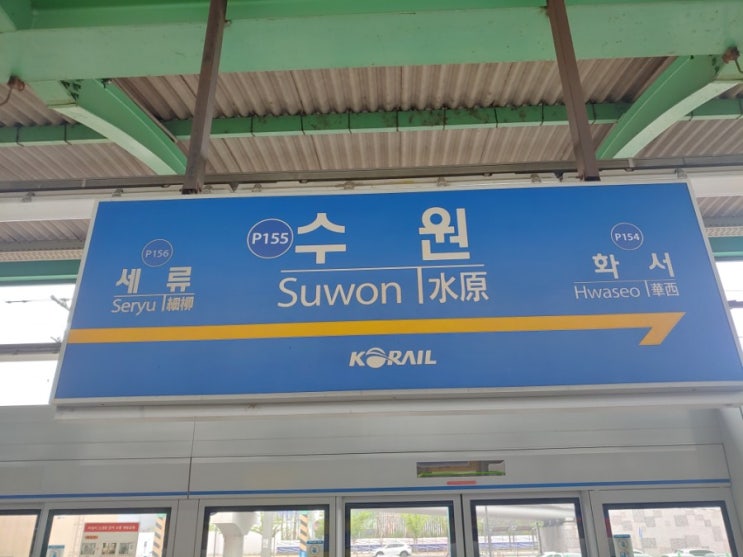 P156
세류
Seryu 細柳
P155
수원
Suwon 水原
P154
화서
Hwaseo 華西
KORAIL